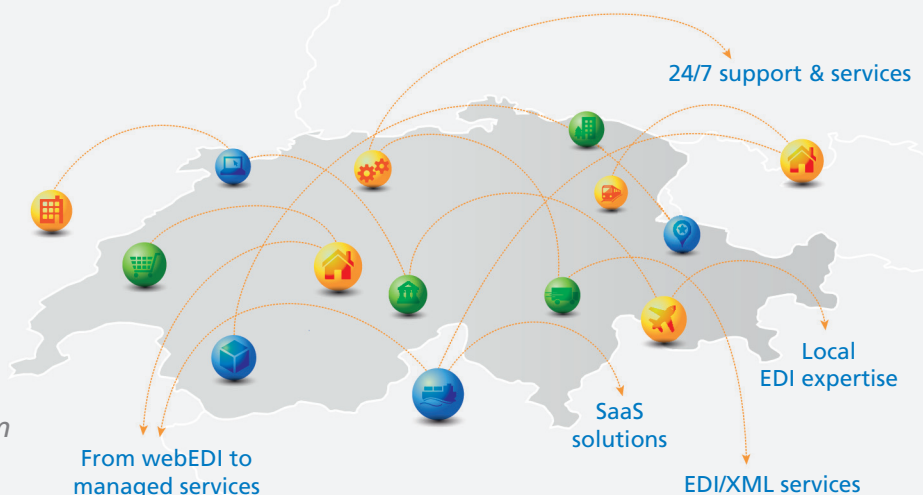 24/7 support & services
Local
EDI expertise
SaaS
solutions
From webEDI to
managed services
EDI/XML services